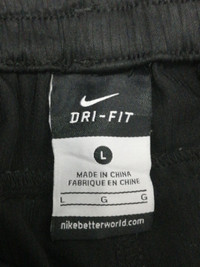 DRI-FIT
L
MADE IN CHINA
FABRIQUE EN CHINE
L G G
nikebetterworld.com